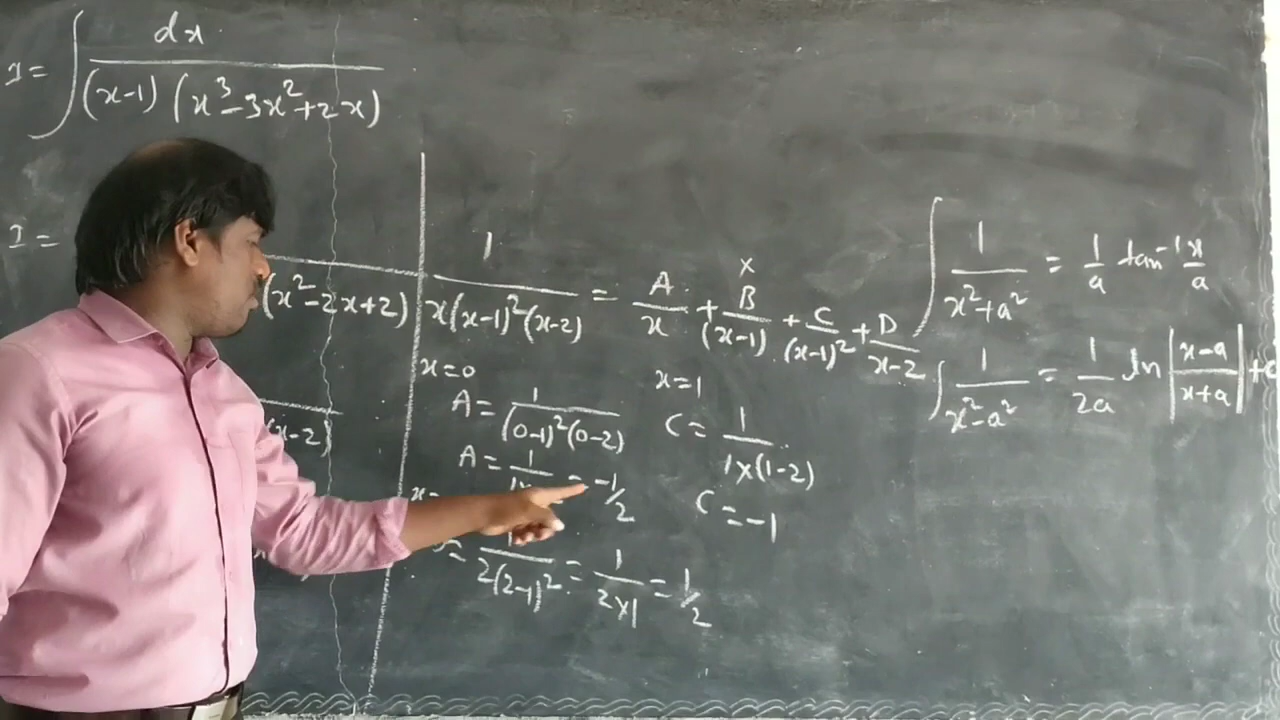 I = ∫ dx / (x-1) (x³-3x²+2x)
I =
(x²-2x+2)
(x-2)
1 / x(x-1)²(x-2) = A/x + B/(x-1) + C/(x-1)² + D/x-2
x
x=0
A = 1 / (0-1)²(0-2)
A = 1 = -1/2
= 1 / 2(2-1)² = 1 / 2x1 = 1/2
x=1
C = 1 / 1x(1-2)
C = -1
∫ 1 / x²+a² = 1/a tan⁻¹ x/a
∫ 1 / x²-a² = 1/2a ln |x-a / x+a| + c